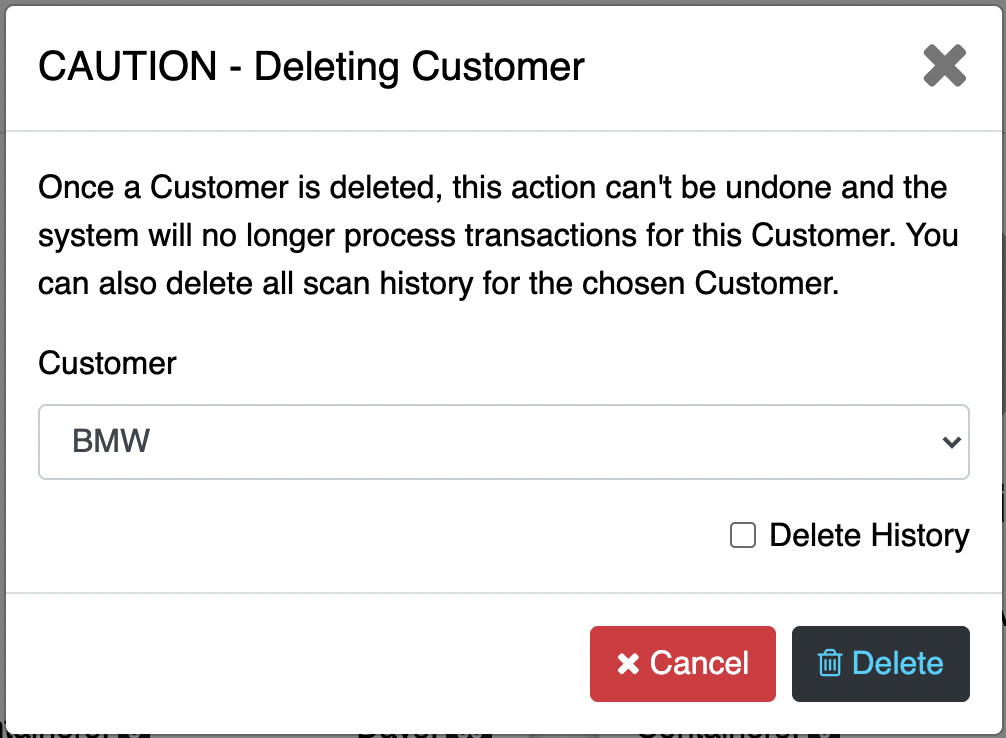 CAUTION - Deleting Customer
Once a Customer is deleted, this action can't be undone and the
system will no longer process transactions for this Customer. You
can also delete all scan history for the chosen Customer.
Customer
BMW
Delete History
Cancel
Delete